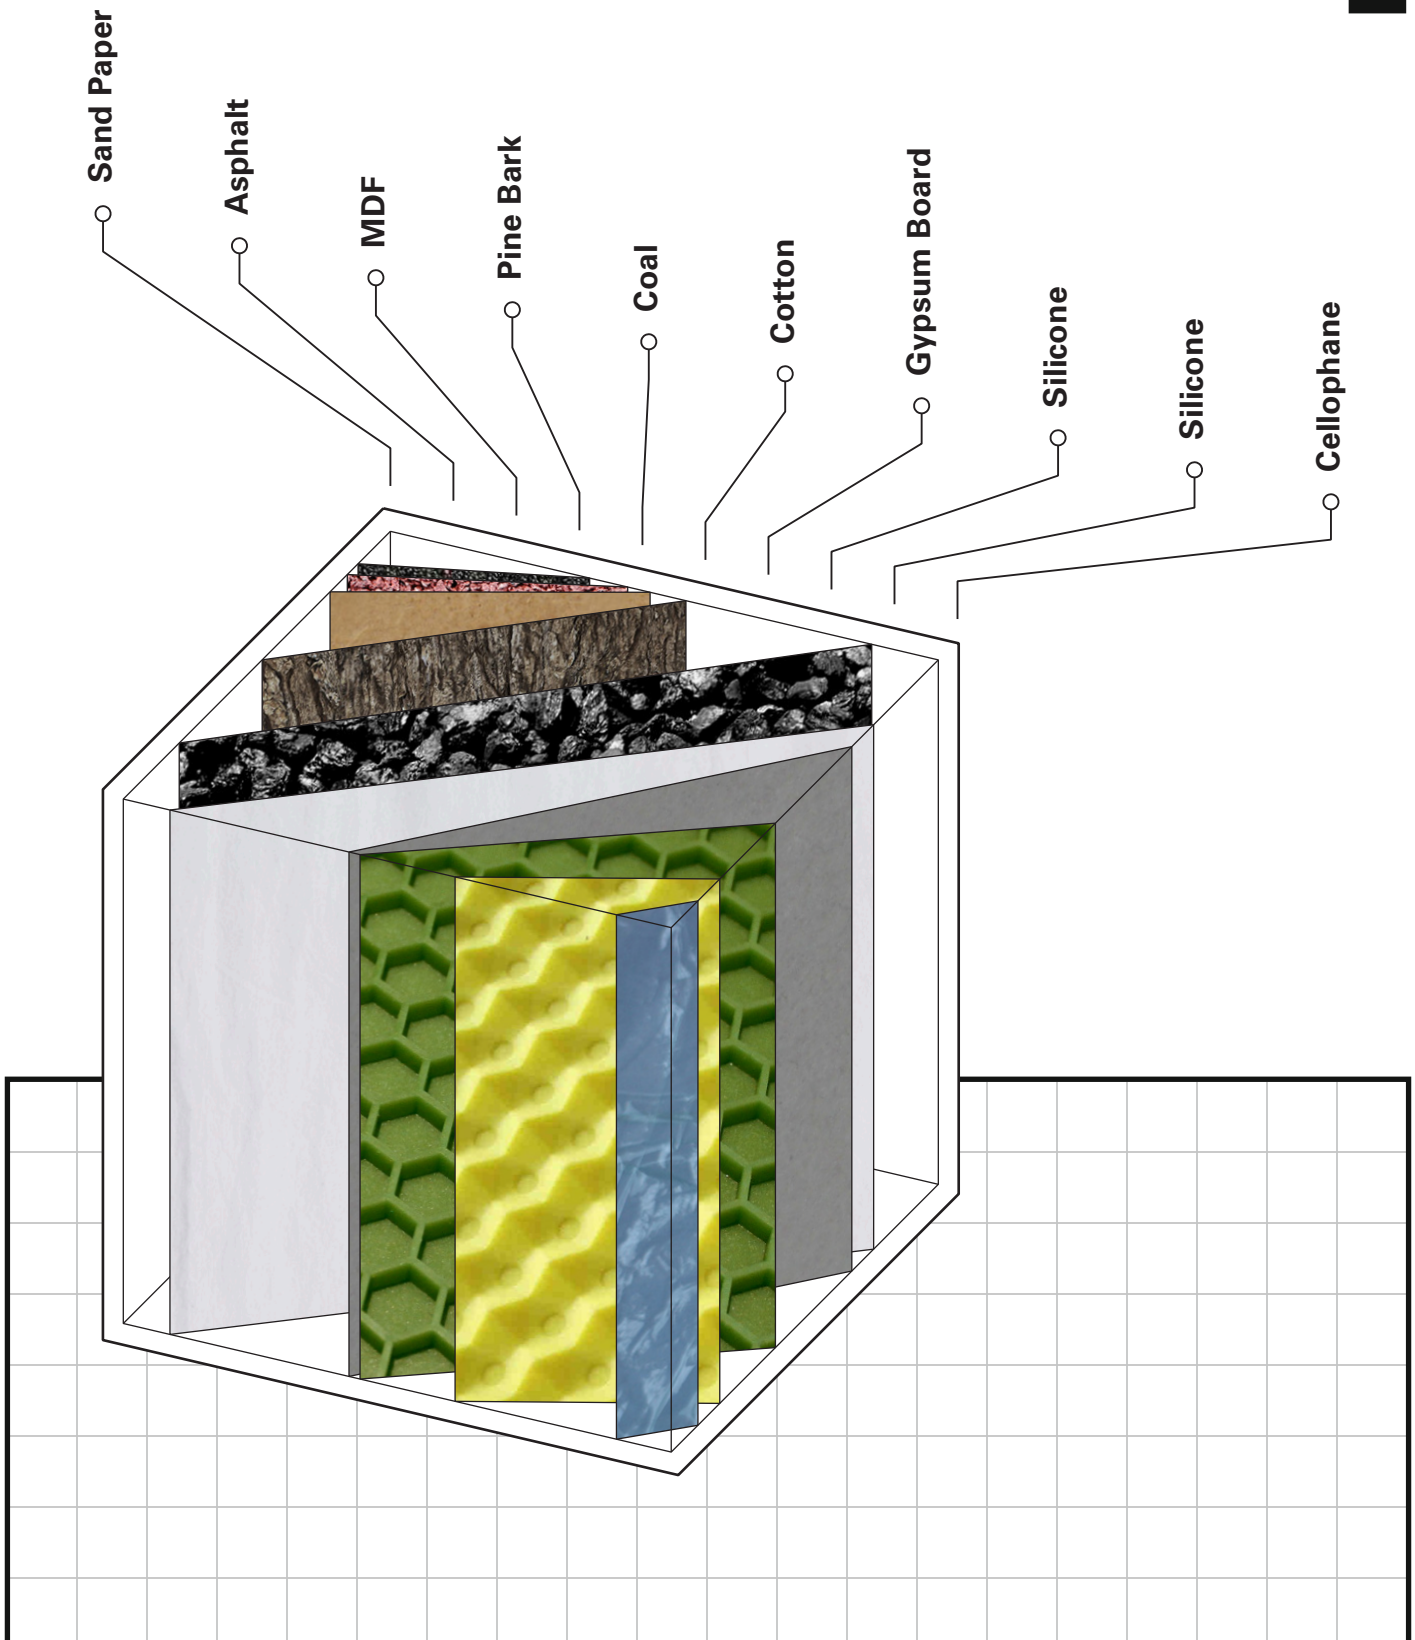 Sand Paper
Asphalt
MDF
Pine Bark
Coal
Cotton
Gypsum Board
Silicone
Silicone
Cellophane